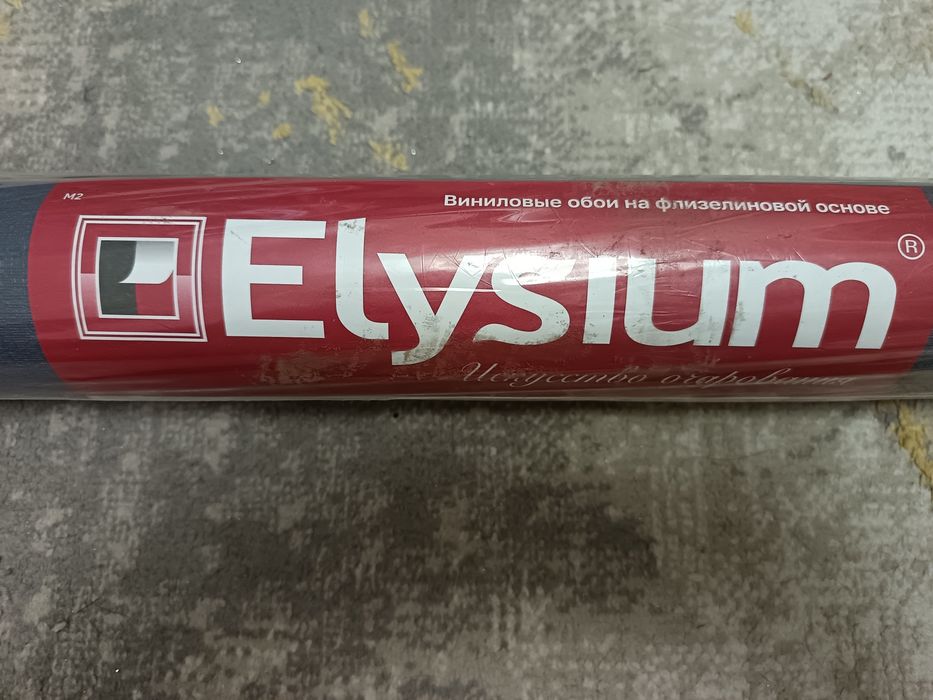 M2
Виниловые обои на флизелиновой основе
Elysium®
Искусство очарования